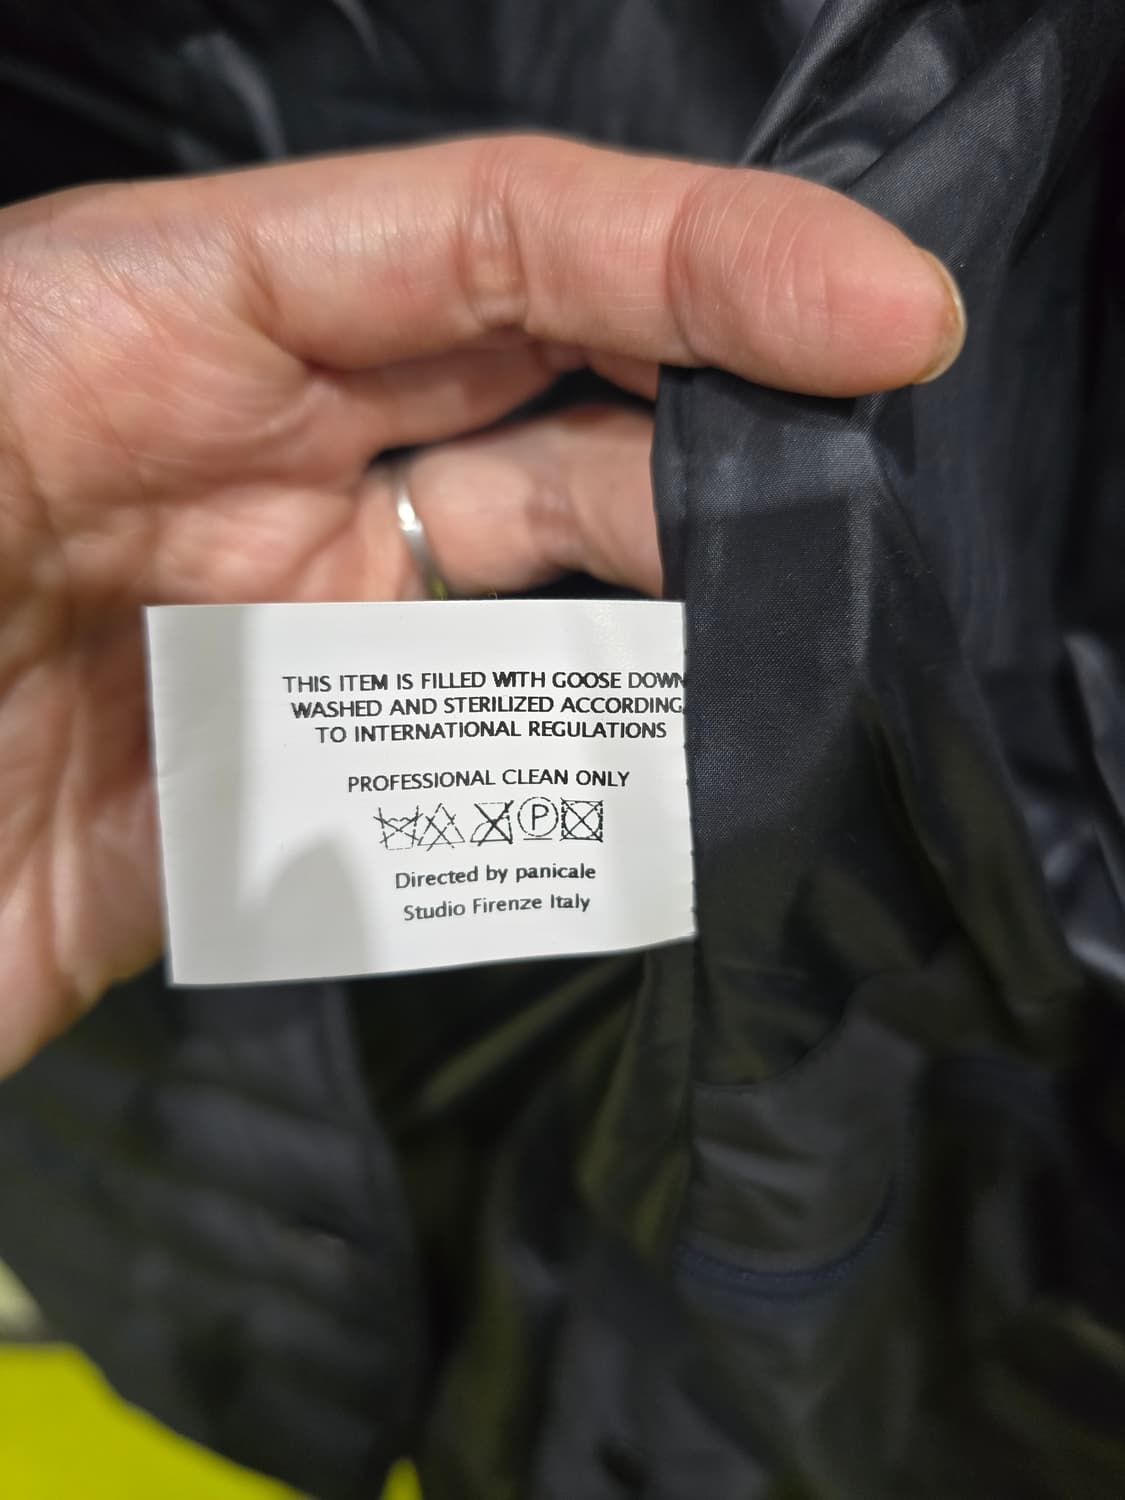 THIS ITEM IS FILLED WITH GOOSE DOWN
WASHED AND STERILIZED ACCORDING
TO INTERNATIONAL REGULATIONS
PROFESSIONAL CLEAN ONLY
P
Directed by panicale
Studio Firenze Italy